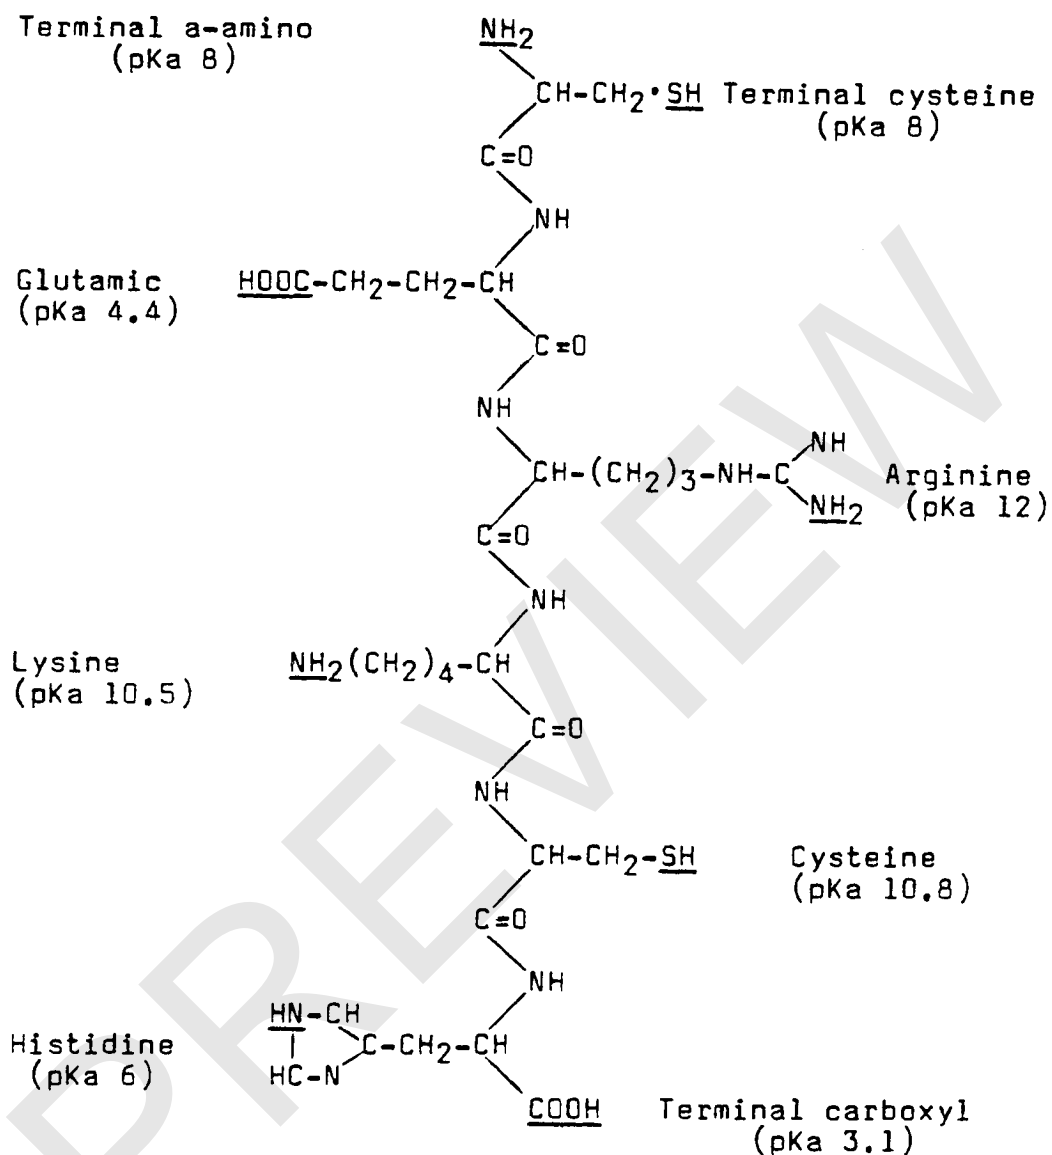 Terminal a-amino
(pKa 8)
NH2
CH-CH2•SH Terminal cysteine
(pKa 8)
C=O
NH
Glutamic
(pKa 4.4)
HOOC-CH2-CH2-CH
C=O
NH
NH
CH-(CH2)3-NH-C
Arginine
(pKa 12)
NH2
C=O
NH
Lysine
(pKa 10.5)
NH2(CH2)4-CH
C=O
NH
CH-CH2-SH
Cysteine
(pKa 10.8)
C=O
NH
HN-CH
Histidine
(pKa 6)
C-CH2-CH
HC-N
COOH
Terminal carboxyl
(pKa 3.1)
PREVIEW